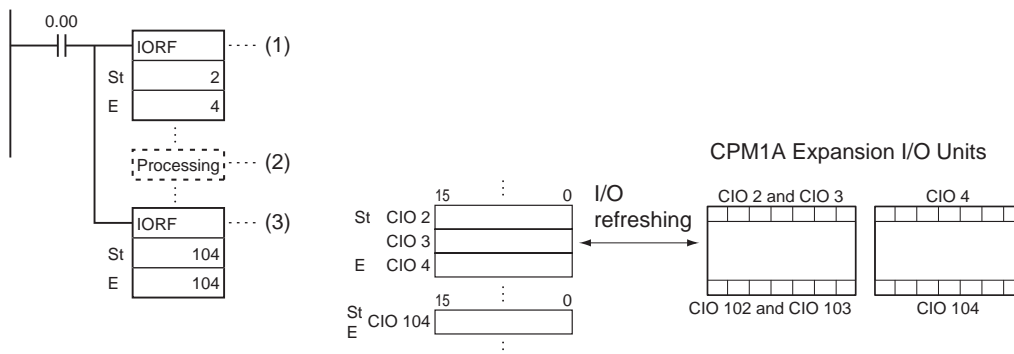 0.00
IORF
(1)
St 2
E 4
Processing
(2)
IORF
(3)
St 104
E 104
15 0
St CIO 2
CIO 3
E CIO 4
15 0
St
E CIO 104
I/O
refreshing
CPM1A Expansion I/O Units
CIO 2 and CIO 3
CIO 102 and CIO 103
CIO 4
CIO 104